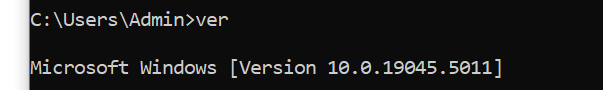 C:\Users\Admin>ver
Microsoft Windows [Version 10.0.19045.5011]